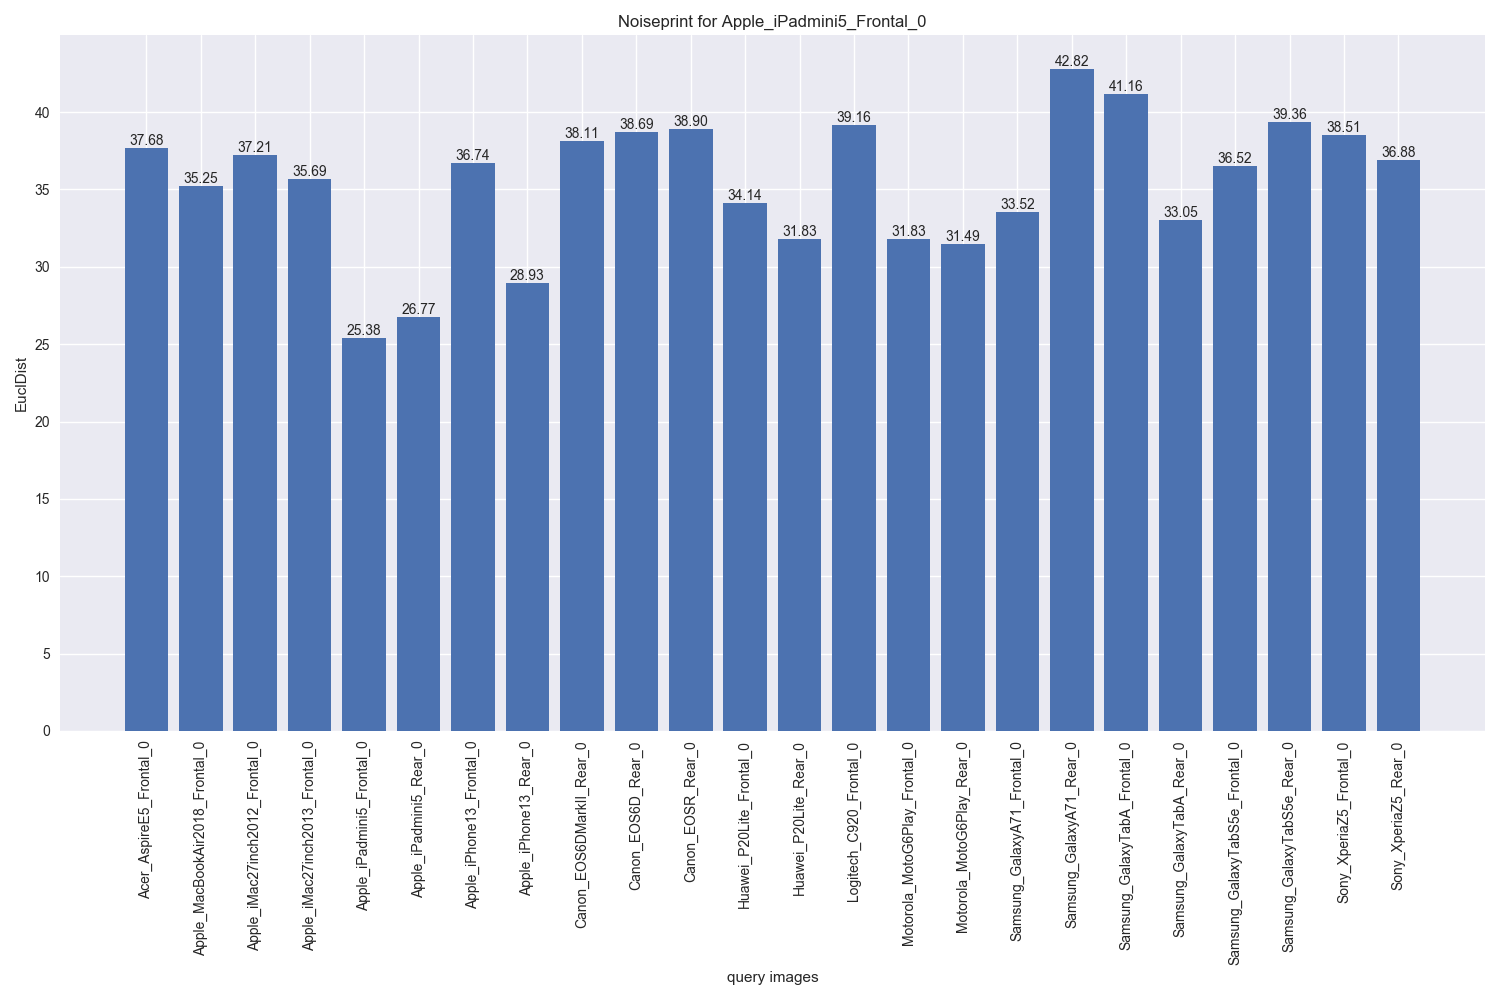 Noiseprint for Apple_iPadmini5_Frontal_0
EuclDist
40
35
30
25
20
15
10
5
0
37.68
35.25
37.21
35.69
25.38
26.77
36.74
28.93
38.11
38.69
38.90
34.14
31.83
39.16
31.83
31.49
33.52
42.82
41.16
33.05
36.52
39.36
38.51
36.88
Acer_AspireE5_Frontal_0
Apple_MacBookAir2018_Frontal_0
Apple_iMac27inch2012_Frontal_0
Apple_iMac27inch2013_Frontal_0
Apple_iPadmini5_Frontal_0
Apple_iPadmini5_Rear_0
Apple_iPhone13_Frontal_0
Apple_iPhone13_Rear_0
Canon_EOS6DMarkII_Rear_0
Canon_EOS6D_Rear_0
Canon_EOSR_Rear_0
Huawei_P20Lite_Frontal_0
Huawei_P20Lite_Rear_0
Logitech_C920_Frontal_0
Motorola_MotoG6Play_Frontal_0
Motorola_MotoG6Play_Rear_0
Samsung_GalaxyA71_Frontal_0
Samsung_GalaxyA71_Rear_0
Samsung_GalaxyTabA_Frontal_0
Samsung_GalaxyTabA_Rear_0
Samsung_GalaxyTabS5e_Frontal_0
Samsung_GalaxyTabS5e_Rear_0
Sony_XperiaZ5_Frontal_0
Sony_XperiaZ5_Rear_0
query images